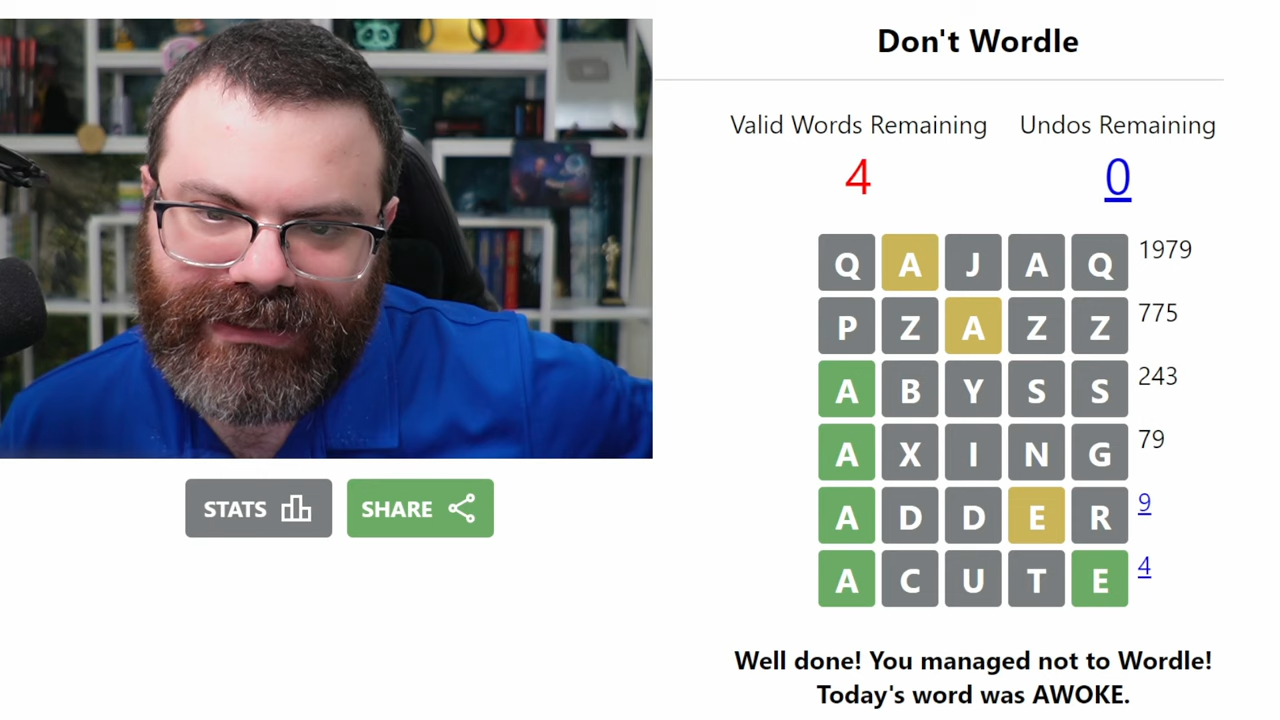 Don't Wordle
Valid Words Remaining Undos Remaining
4 0
Q A J A Q 1979
P Z A Z Z 775
A B Y S S 243
A X I N G 79
A D D E R 9
A C U T E 4
STATS SHARE
Well done! You managed not to Wordle!
Today's word was AWOKE.